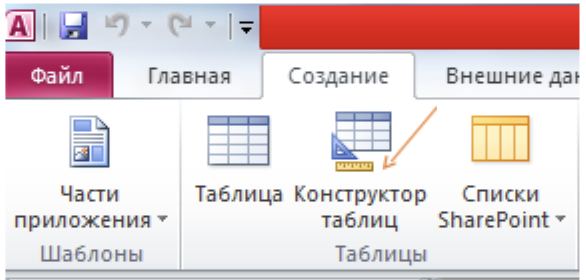 A
Файл Главная Создание Внешние дан
Части приложения
Таблица
Конструктор таблиц
Списки SharePoint
Шаблоны
Таблицы